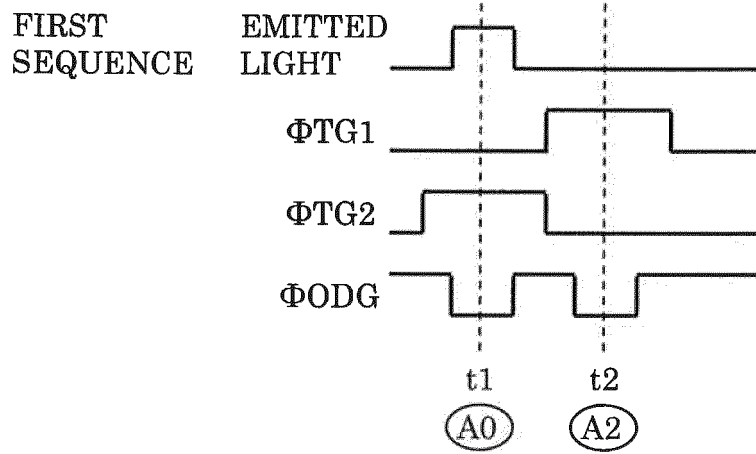 FIRST SEQUENCE
EMITTED LIGHT
ΦTG1
ΦTG2
ΦODG
t1 t2
A0 A2